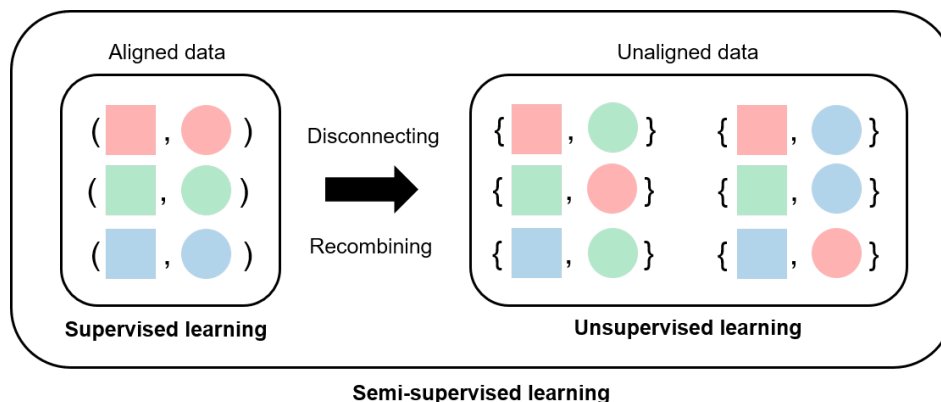 Aligned data
Unaligned data
( , )
( , )
( , )
Disconnecting
Recombining
{ , } { , }
{ , } { , }
{ , } { , }
Supervised learning
Unsupervised learning
Semi-supervised learning